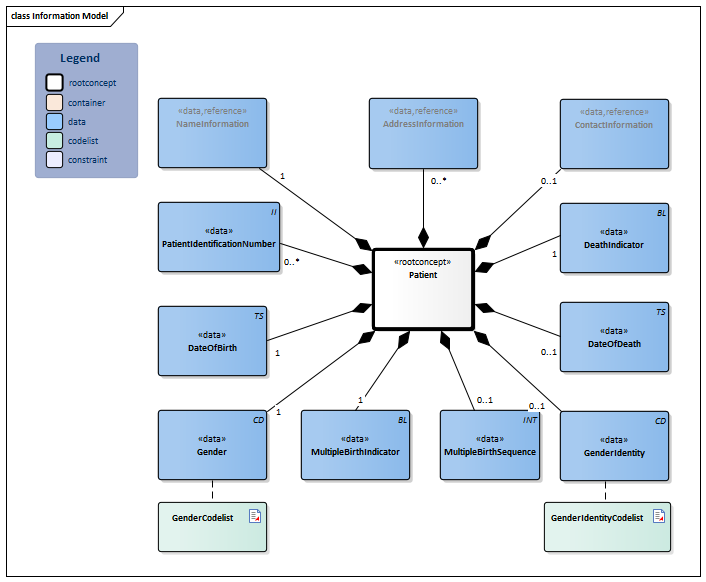 class Information Model
Legend
rootconcept
container
data
codelist
constraint
«data,reference»
NameInformation
«data,reference»
AddressInformation
«data,reference»
ContactInformation
1
0..*
0..1
II
«data»
PatientIdentificationNumber
0..*
«rootconcept»
Patient
BL
«data»
DeathIndicator
1
TS
«data»
DateOfBirth
1
TS
«data»
DateOfDeath
0..1
1
1
0..1
0..1
CD
«data»
Gender
BL
«data»
MultipleBirthIndicator
INT
«data»
MultipleBirthSequence
CD
«data»
GenderIdentity
GenderCodelist
GenderIdentityCodelist